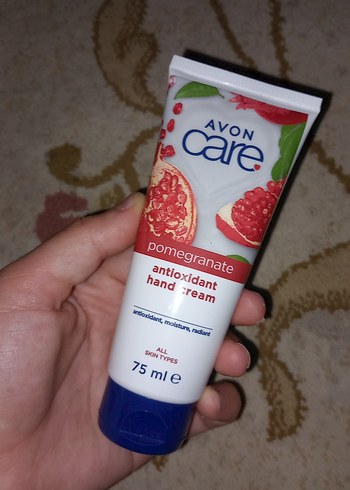 AVON
care
pomegranate
antioxidant
hand cream
antioxidant, moisture, radiant
ALL
SKIN TYPES
75 ml ℮